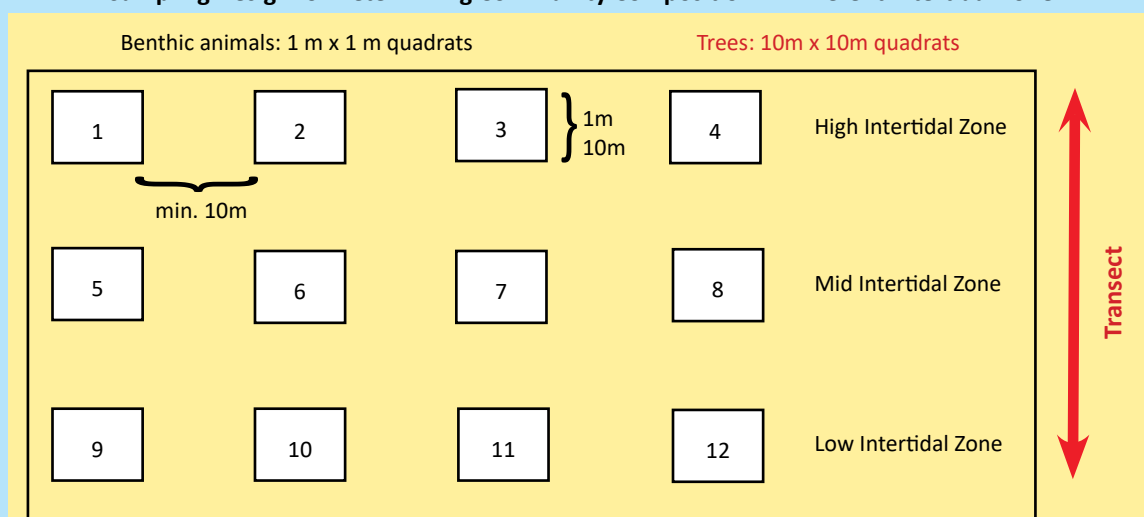 Benthic animals: 1 m x 1 m quadrats
Trees: 10m x 10m quadrats
1
2
3
1m
10m
4
High Intertidal Zone
min. 10m
5
6
7
8
Mid Intertidal Zone
Transect
9
10
11
12
Low Intertidal Zone